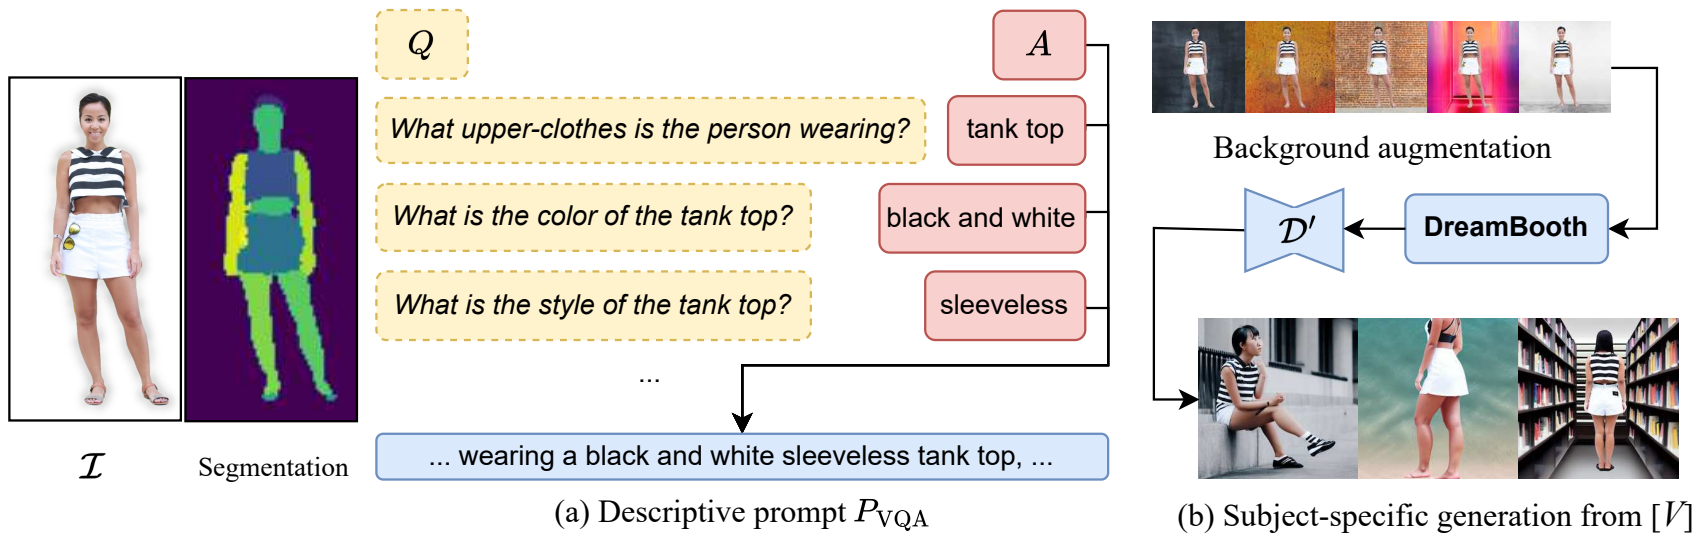 Q
A
What upper-clothes is the person wearing?
tank top
What is the color of the tank top?
black and white
What is the style of the tank top?
sleeveless
...
... wearing a black and white sleeveless tank top, ...
ℐ
Segmentation
(a) Descriptive prompt P_VQA
Background augmentation
𝒟′
DreamBooth
(b) Subject-specific generation from [V]